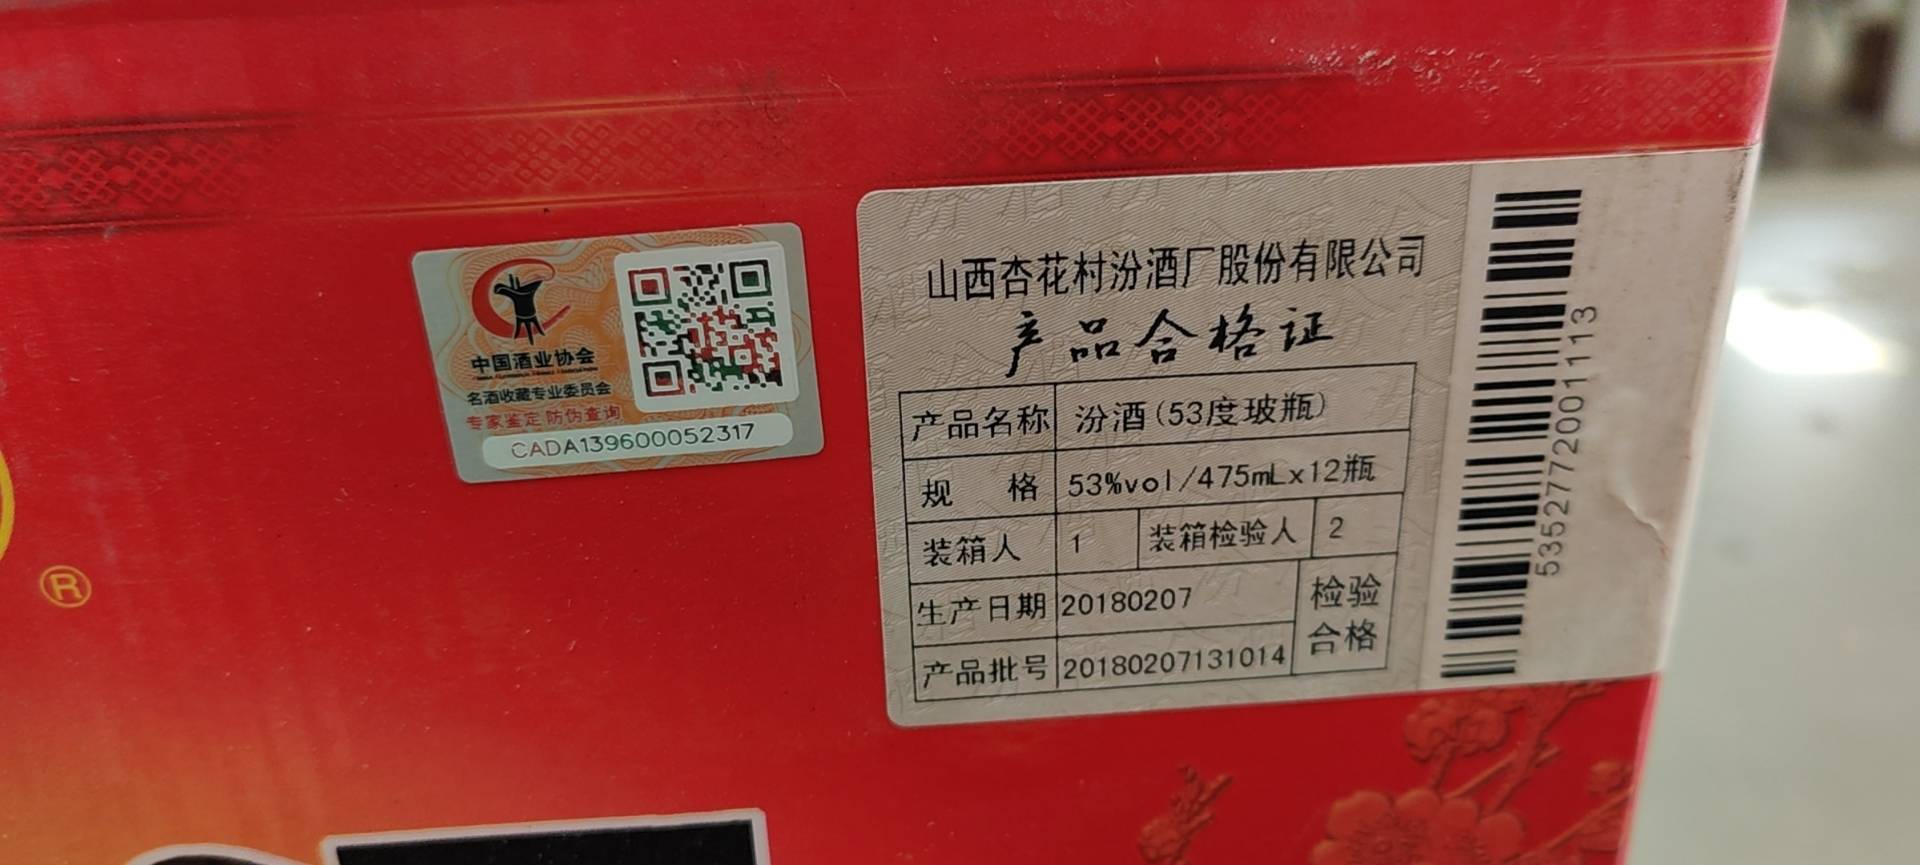 中国酒业协会
名酒收藏专业委员会
专家鉴定 防伪查询
CADA139600052317
®
山西杏花村汾酒厂股份有限公司
产品合格证
产品名称 汾酒(53度玻瓶)
规 格 53%vol/475mLx12瓶
装箱人 1 装箱检验人 2
生产日期 20180207 检验
产品批号 20180207131014 合格
5352772001113